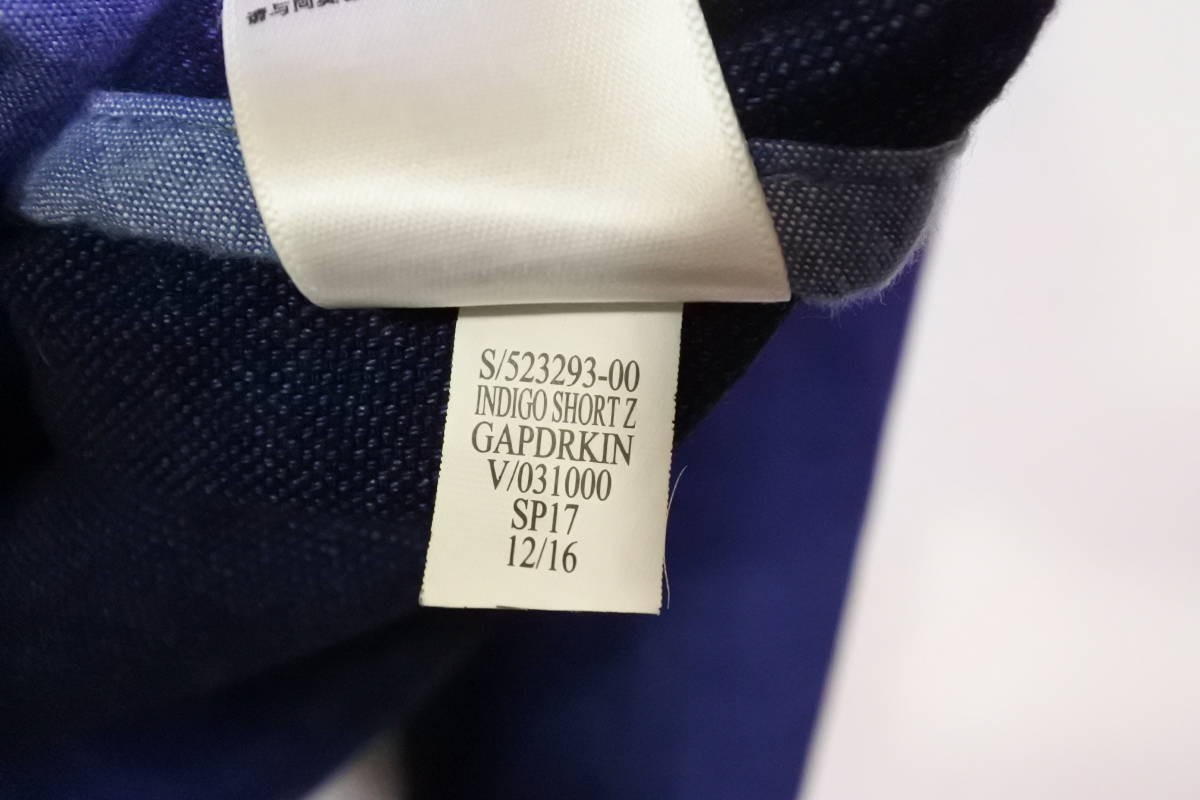 S/523293-00
INDIGO SHORT Z
GAPDRKIN
V/031000
SP17
12/16